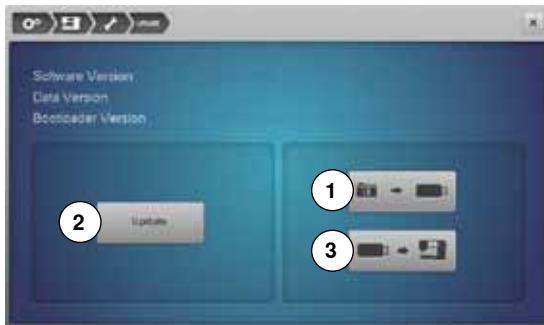 Software Version
Data Version
Bootloader Version
1
2
Update
3